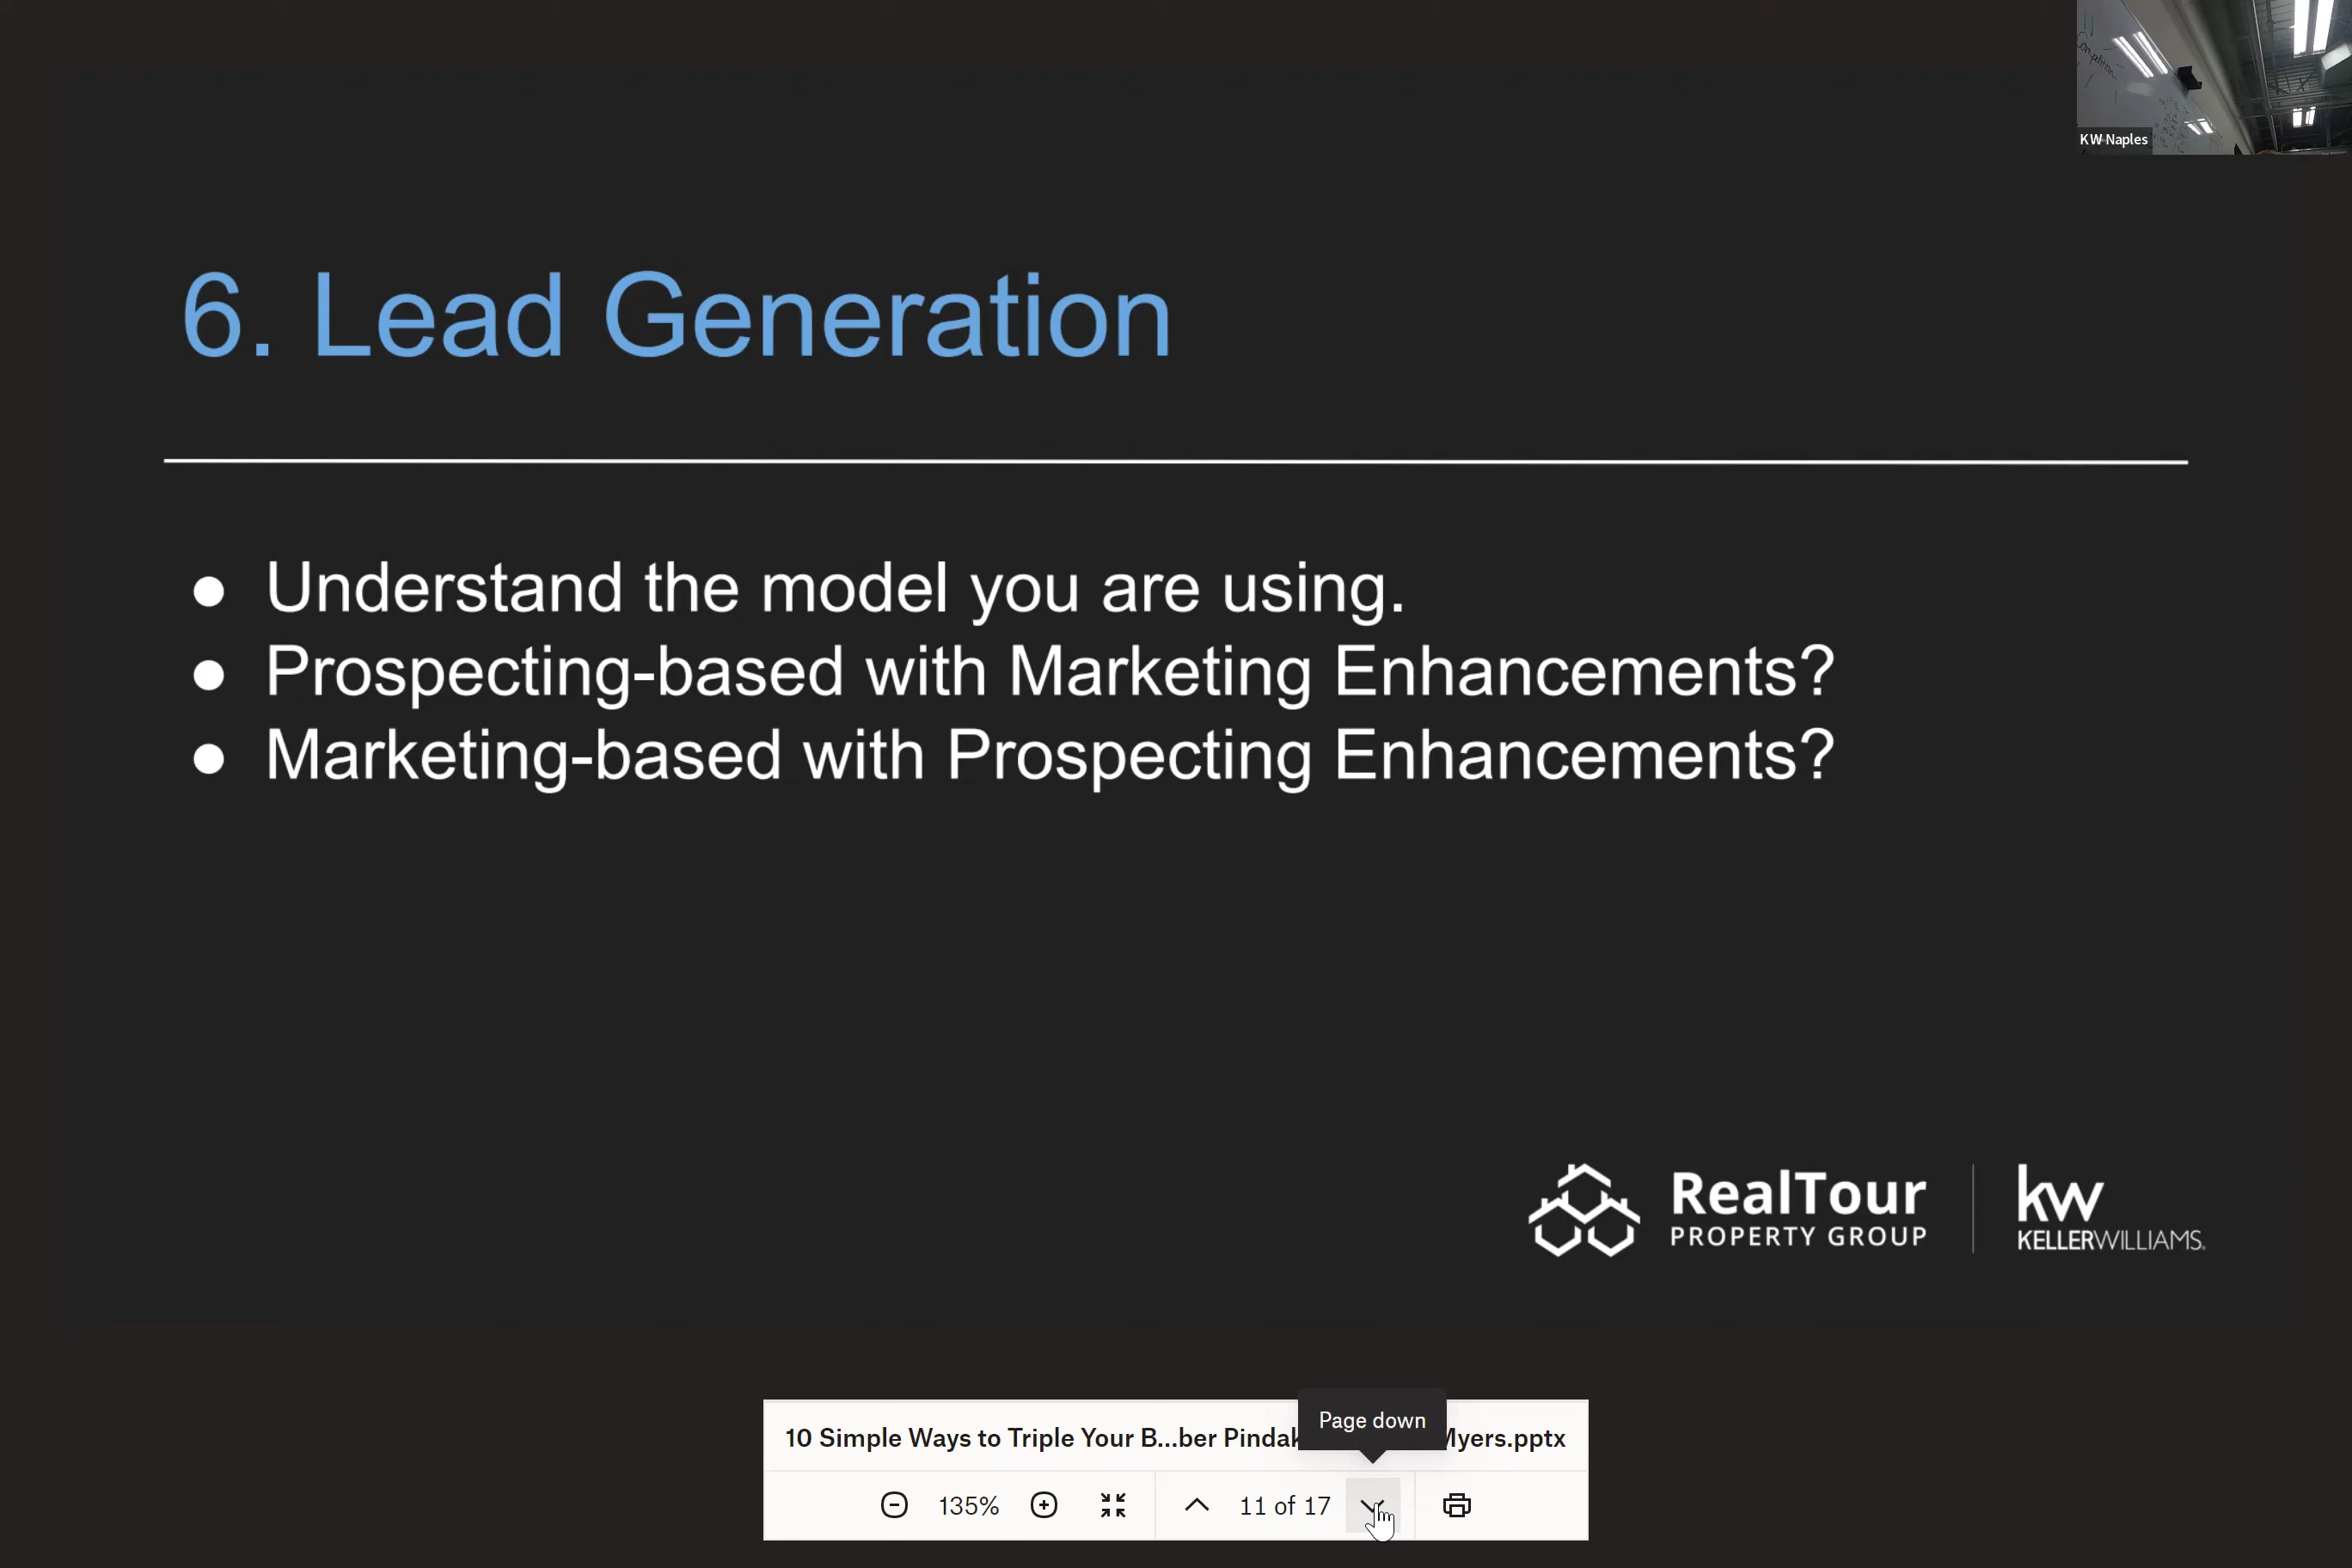 KW Naples
6. Lead Generation
● Understand the model you are using.
● Prospecting-based with Marketing Enhancements?
● Marketing-based with Prospecting Enhancements?
RealTour
PROPERTY GROUP
kw
KELLERWILLIAMS.
Page down
10 Simple Ways to Triple Your B...ber Pindak Myers.pptx
135%
11 of 17